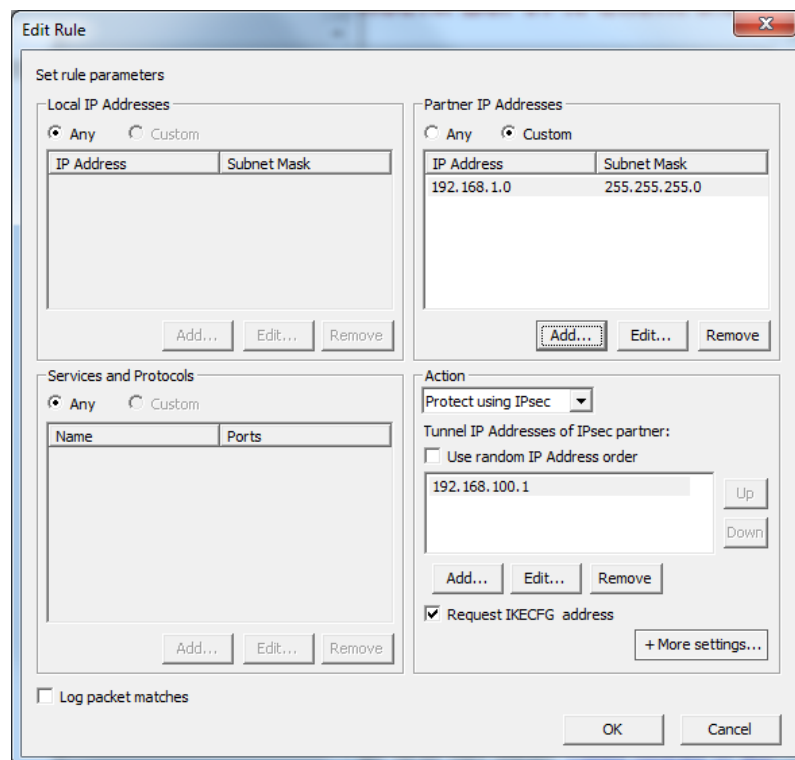 Edit Rule
Set rule parameters
Local IP Addresses
Any Custom
IP Address Subnet Mask
Add... Edit... Remove
Partner IP Addresses
Any Custom
IP Address Subnet Mask
192.168.1.0 255.255.255.0
Add... Edit... Remove
Services and Protocols
Any Custom
Name Ports
Add... Edit... Remove
Action
Protect using IPsec
Tunnel IP Addresses of IPsec partner:
Use random IP Address order
192.168.100.1
Up
Down
Add... Edit... Remove
Request IKECFG address
+More settings...
Log packet matches
OK Cancel